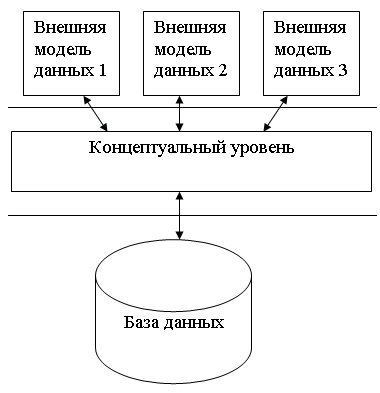 Внешняя
модель
данных 1
Внешняя
модель
данных 2
Внешняя
модель
данных 3
Концептуальный уровень
База данных